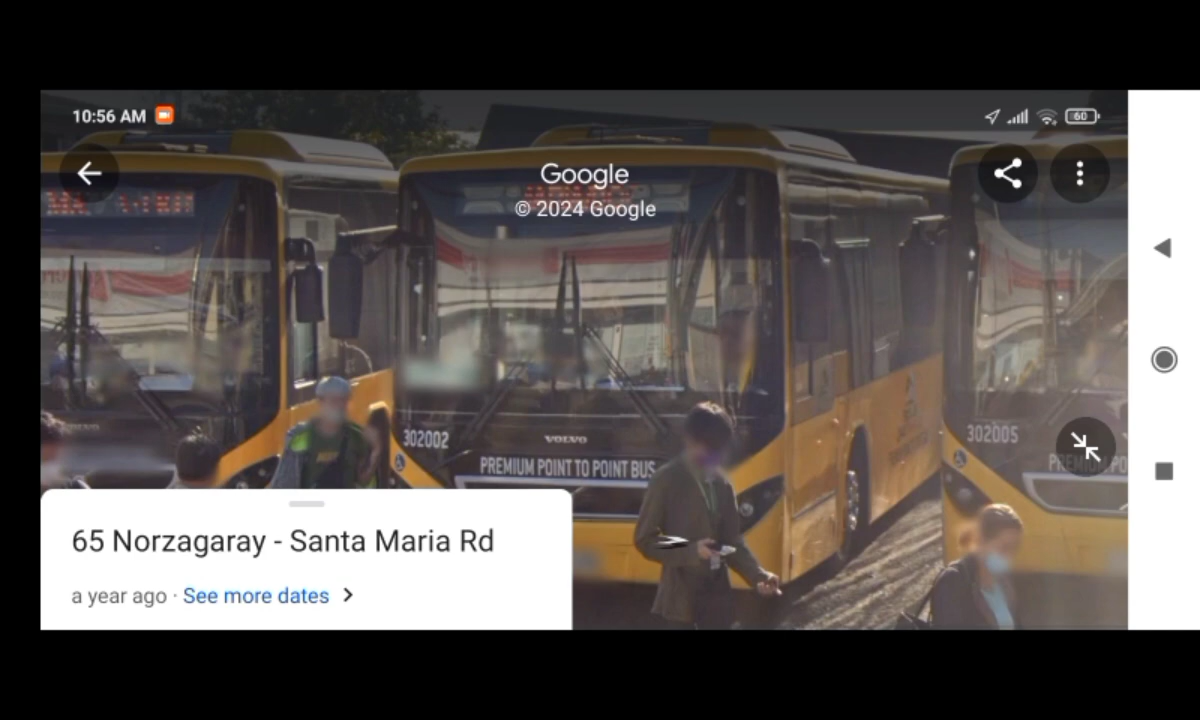 10:56 AM
60
Google
© 2024 Google
302002
VOLVO
PREMIUM POINT TO POINT BUS
302005
65 Norzagaray - Santa Maria Rd
a year ago · See more dates